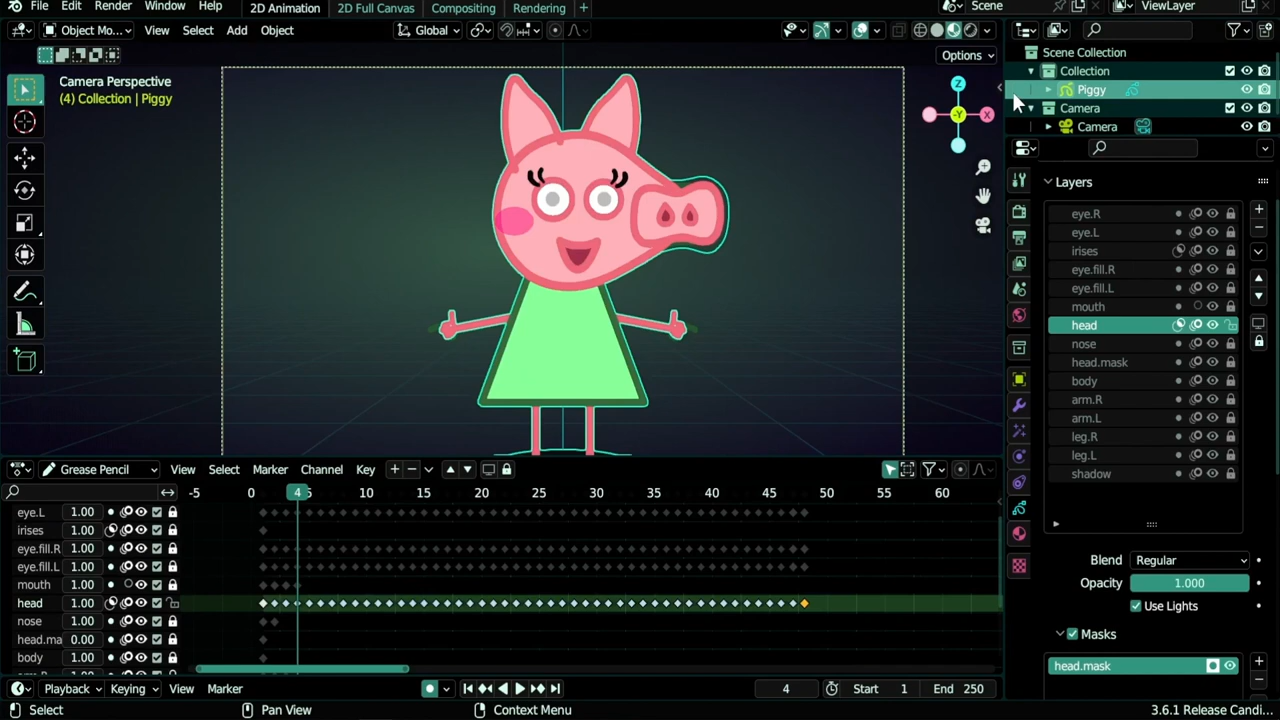 File Edit Render Window Help 2D Animation 2D Full Canvas Compositing Rendering + Scene ViewLayer
Object Mo... View Select Add Object Global
Options
Camera Perspective
(4) Collection | Piggy
Z
-Y
X
Scene Collection
Collection
Piggy
Camera
Camera
Layers
eye.R
eye.L
irises
eye.fill.R
eye.fill.L
mouth
head
nose
head.mask
body
arm.R
arm.L
leg.R
leg.L
shadow
Blend Regular
Opacity 1.000
Use Lights
Masks
head.mask
Grease Pencil View Select Marker Channel Key
-5 0 4 5 10 15 20 25 30 35 40 45 50 55 60
eye.L 1.00
irises 1.00
eye.fill.R 1.00
eye.fill.L 1.00
mouth 1.00
head 1.00
nose 1.00
head.ma 0.00
body 1.00
Playback Keying View Marker 4 Start 1 End 250
Select Pan View Context Menu 3.6.1 Release Candi...